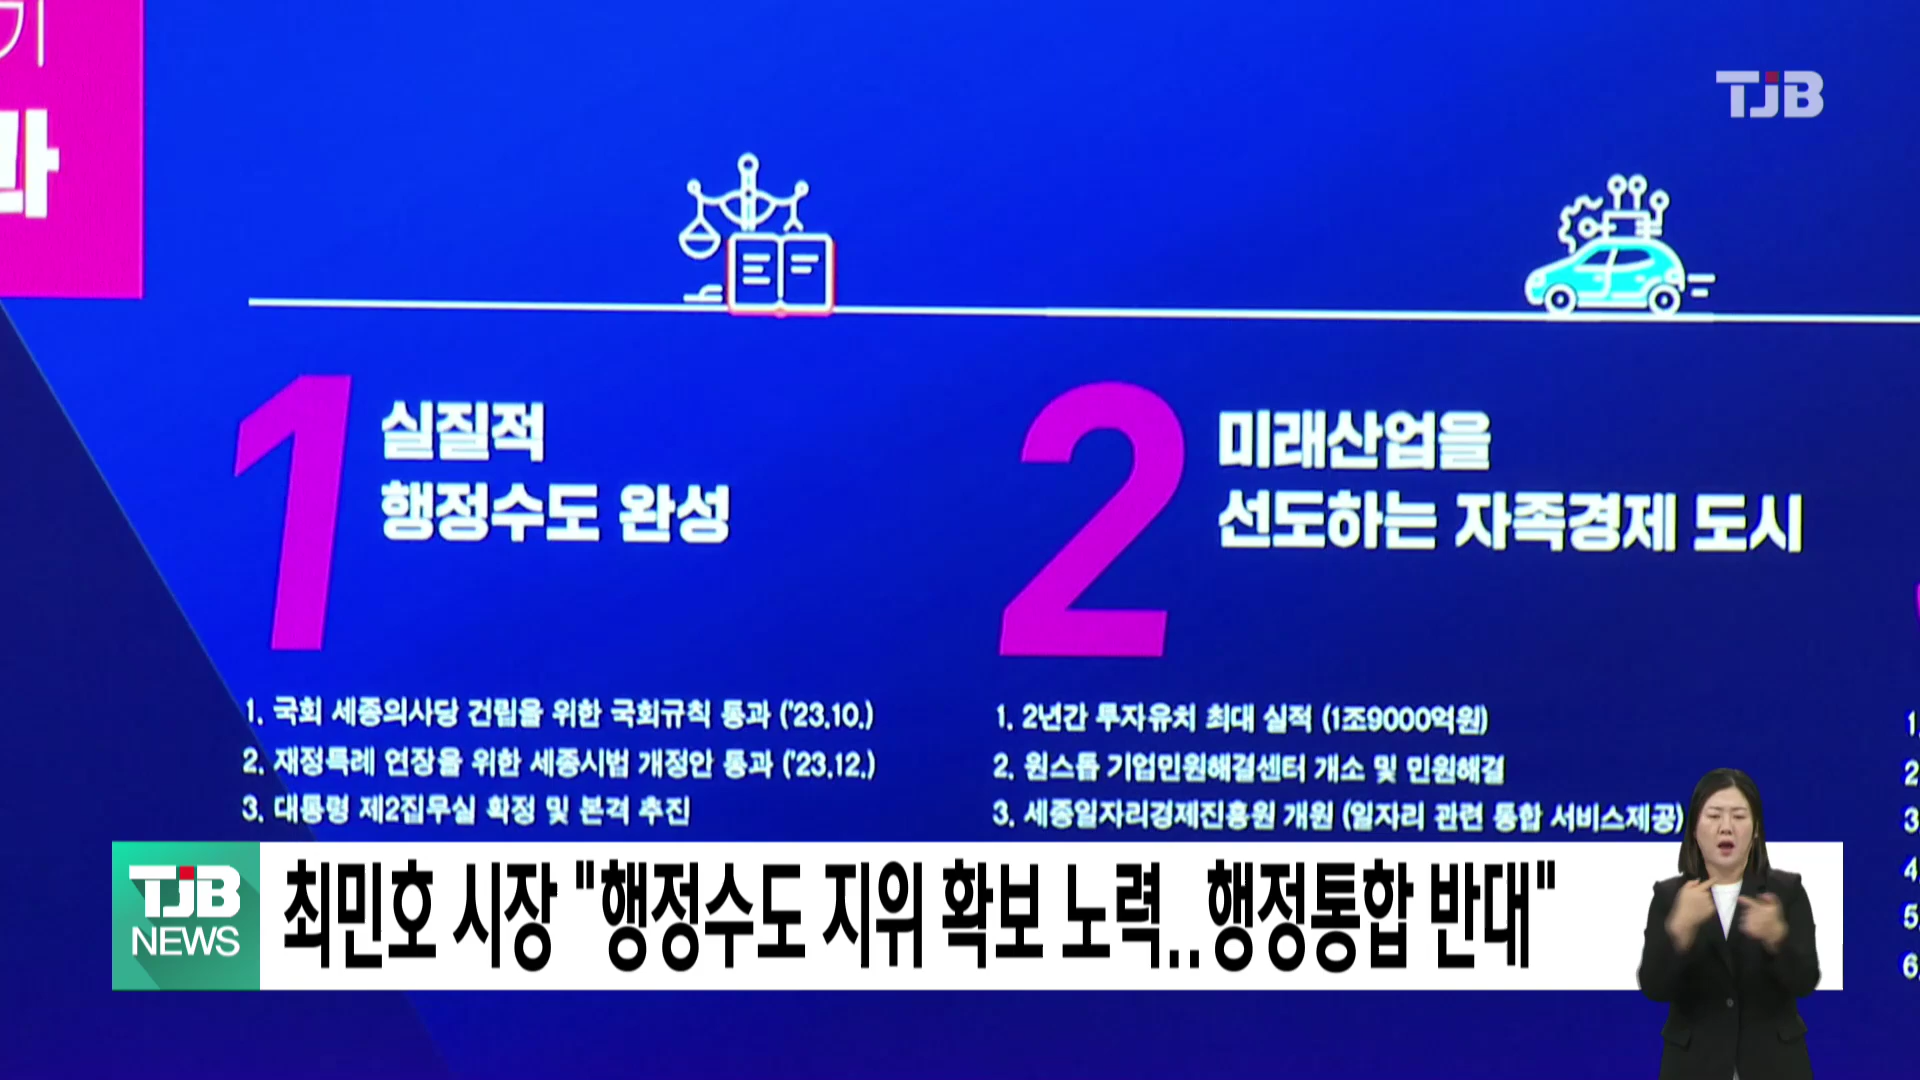 기
과
TJB
1
실질적
행정수도 완성
1. 국회 세종의사당 건립을 위한 국회규칙 통과 ('23.10.)
2. 재정특례 연장을 위한 세종시법 개정안 통과 ('23.12.)
3. 대통령 제2집무실 확정 및 본격 추진
2
미래산업을
선도하는 자족경제 도시
1. 2년간 투자유치 최대 실적 (1조9000억원)
2. 원스톱 기업민원해결센터 개소 및 민원해결
3. 세종일자리경제진흥원 개원 (일자리 관련 통합 서비스제공)
1.
2
3
4
5
6.
TJB
NEWS
최민호 시장 "행정수도 지위 확보 노력..행정통합 반대"